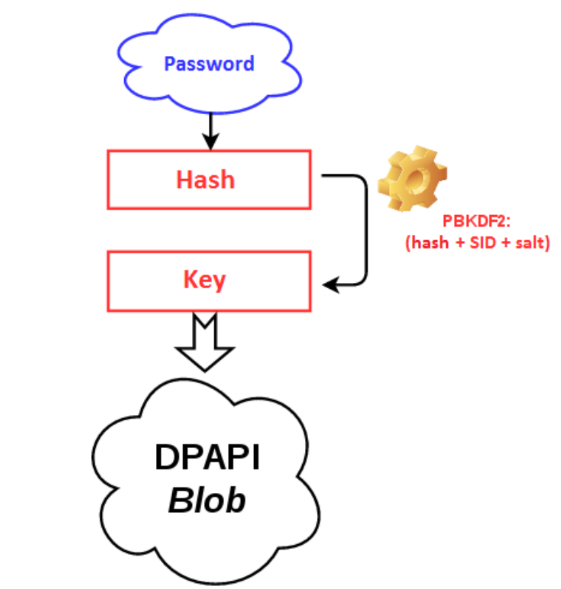 Password
Hash
PBKDF2:
(hash + SID + salt)
Key
DPAPI
Blob